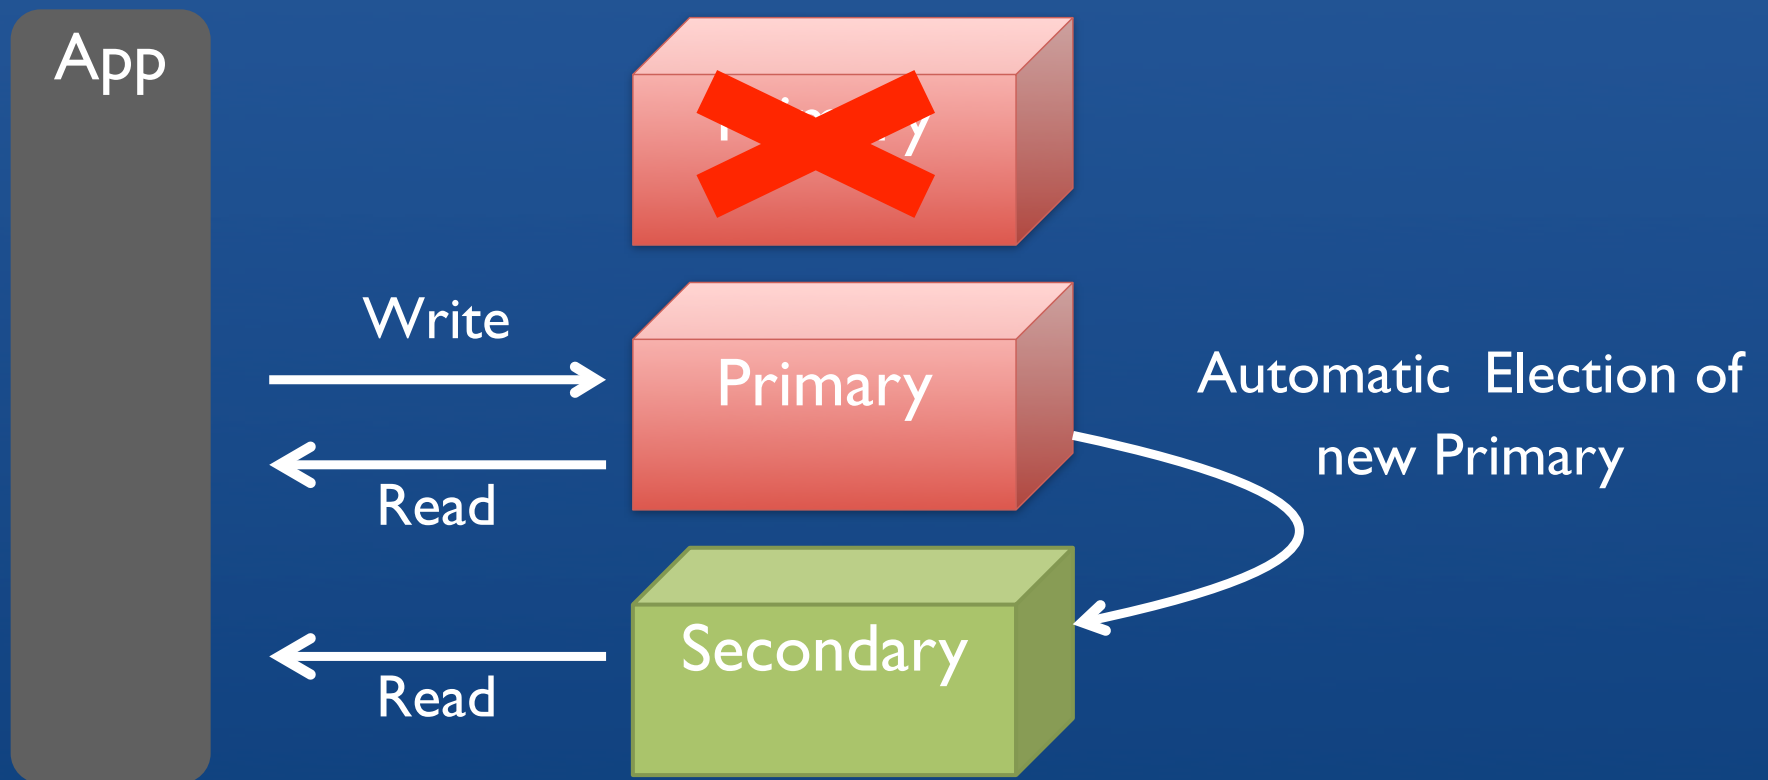 App
Write
Primary
Automatic Election of
new Primary
Read
Secondary
Read